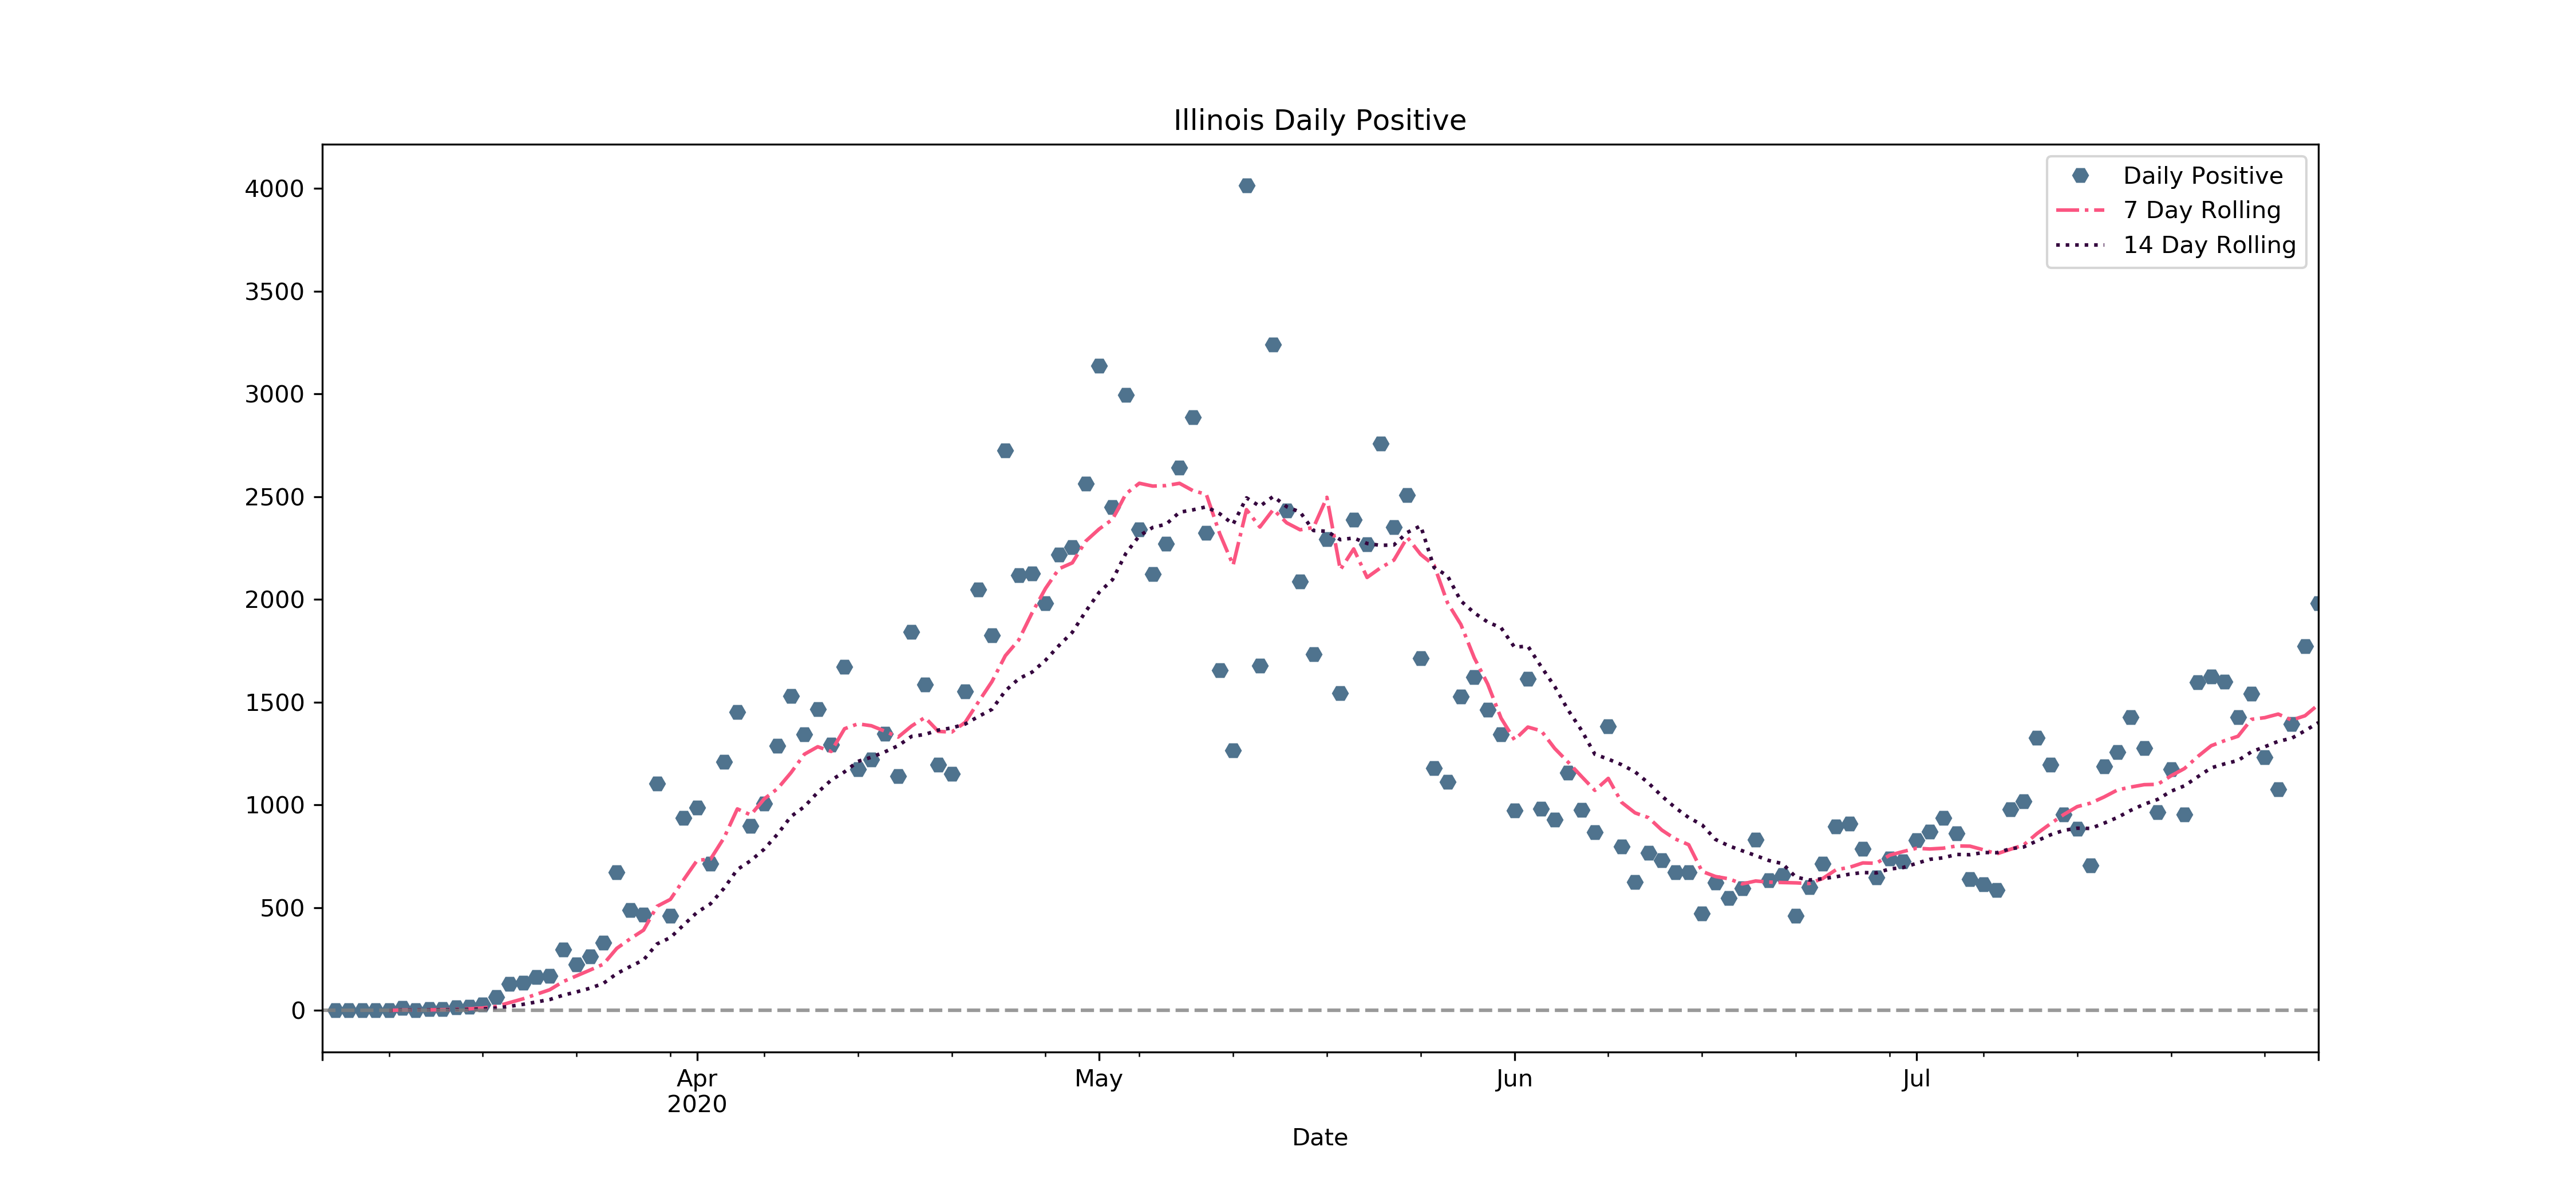 Illinois Daily Positive
4000
3500
3000
2500
2000
1500
1000
500
0
Daily Positive
7 Day Rolling
14 Day Rolling
Apr
2020
May
Jun
Jul
Date